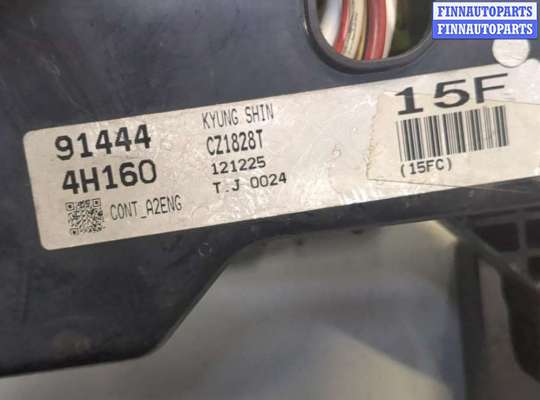 FINNAUTOPARTS
FINNAUTOPARTS
91444
4H160
CONT_A2ENG
KYUNG SHIN
CZ1828T
121225
T.J 0024
15F
(15FC)